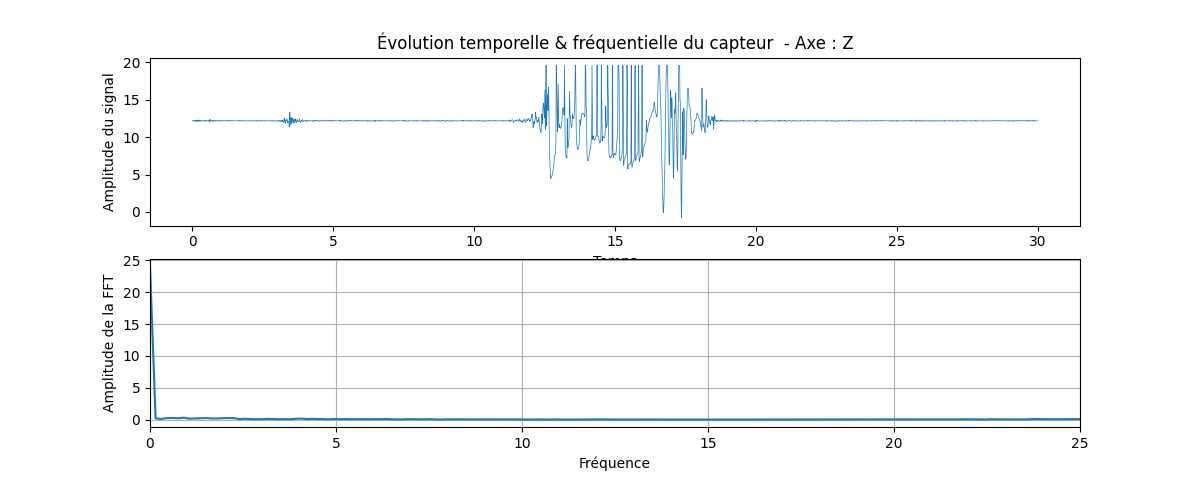 Évolution temporelle & fréquentielle du capteur - Axe : Z
Amplitude du signal
20
15
10
5
0
0 5 10 15 20 25 30
Temps
Amplitude de la FFT
25
20
15
10
5
0
0 5 10 15 20 25
Fréquence